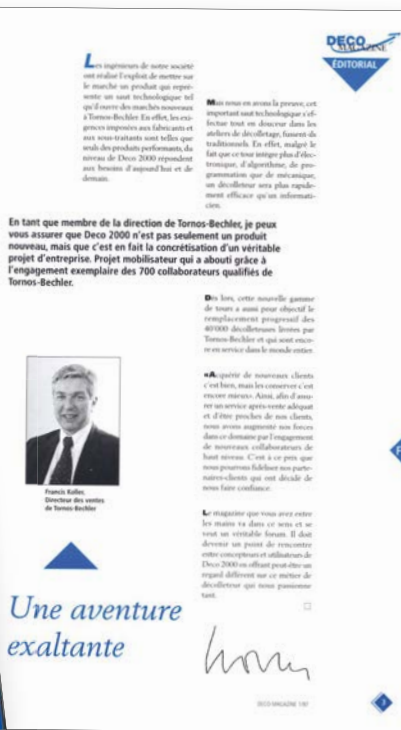 DECO
MAGAZINE
ÉDITORIAL
Les ingénieurs de notre société
ont réalisé l'exploit de mettre sur
le marché un produit qui repré-
sente un saut technologique tel
qu'il ouvre des marchés nouveaux
à Tornos-Bechler. En effet, les exi-
gences imposées aux fabricants et
aux sous-traitants sont telles que
seuls des produits performants, du
niveau de Deco 2000 répondent
aux besoins d'aujourd'hui et de
demain.
Mais nous en avons la preuve, cet
important saut technologique s'ef-
fectue tout en douceur dans les
ateliers de décolletage, fussent-ils
traditionnels. En effet, malgré le
fait que ce tour intègre plus d'élec-
tronique, d'algorithme, de pro-
grammation que de mécanique,
un décolleteur sera plus rapide-
ment efficace qu'un informati-
cien.
En tant que membre de la direction de Tornos-Bechler, je peux
vous assurer que Deco 2000 n'est pas seulement un produit
nouveau, mais que c'est en fait la concrétisation d'un véritable
projet d'entreprise. Projet mobilisateur qui a abouti grâce à
l'engagement exemplaire des 700 collaborateurs qualifiés de
Tornos-Bechler.
Dès lors, cette nouvelle gamme
de tours a aussi pour objectif le
remplacement progressif des
40'000 décolleteuses livrées par
Tornos-Bechler et qui sont enco-
re en service dans le monde entier.
«Acquérir de nouveaux clients
c'est bien, mais les conserver c'est
encore mieux». Ainsi, afin d'assu-
rer un service après-vente adéquat
et d'être proches de nos clients,
nous avons augmenté nos forces
dans ce domaine par l'engagement
de nouveaux collaborateurs de
haut niveau. C'est à ce prix que
nous pourrons fidéliser nos parte-
naires-clients qui ont décidé de
nous faire confiance.
Francis Koller,
Directeur des ventes
de Tornos-Bechler
Le magazine que vous avez entre
les mains va dans ce sens et se
veut un véritable forum. Il doit
devenir un point de rencontre
entre concepteurs et utilisateurs de
Deco 2000 en offrant peut-être un
regard différent sur ce métier de
décolleteur qui nous passionne
tant.
Une aventure
exaltante
DECO-MAGAZINE 1/97
3